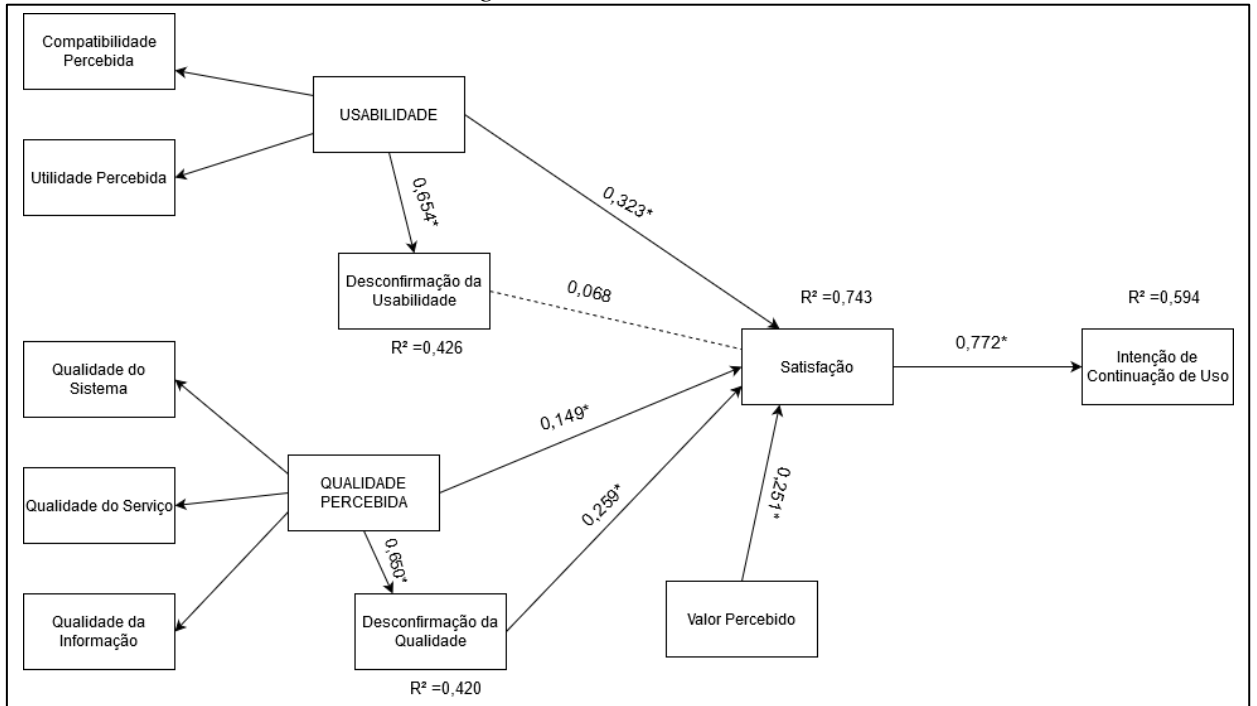 Compatibilidade
Percebida
USABILIDADE
Utilidade Percebida
0,654*
0,323*
Desconfirmação da
Usabilidade
0,068
R² =0,426
R² =0,743
R² =0,594
Satisfação
0,772*
Intenção de
Continuação de Uso
Qualidade do
Sistema
0,149*
QUALIDADE
PERCEBIDA
Qualidade do Serviço
0,259*
0,251*
0,650*
Qualidade da
Informação
Desconfirmação da
Qualidade
R² =0,420
Valor Percebido